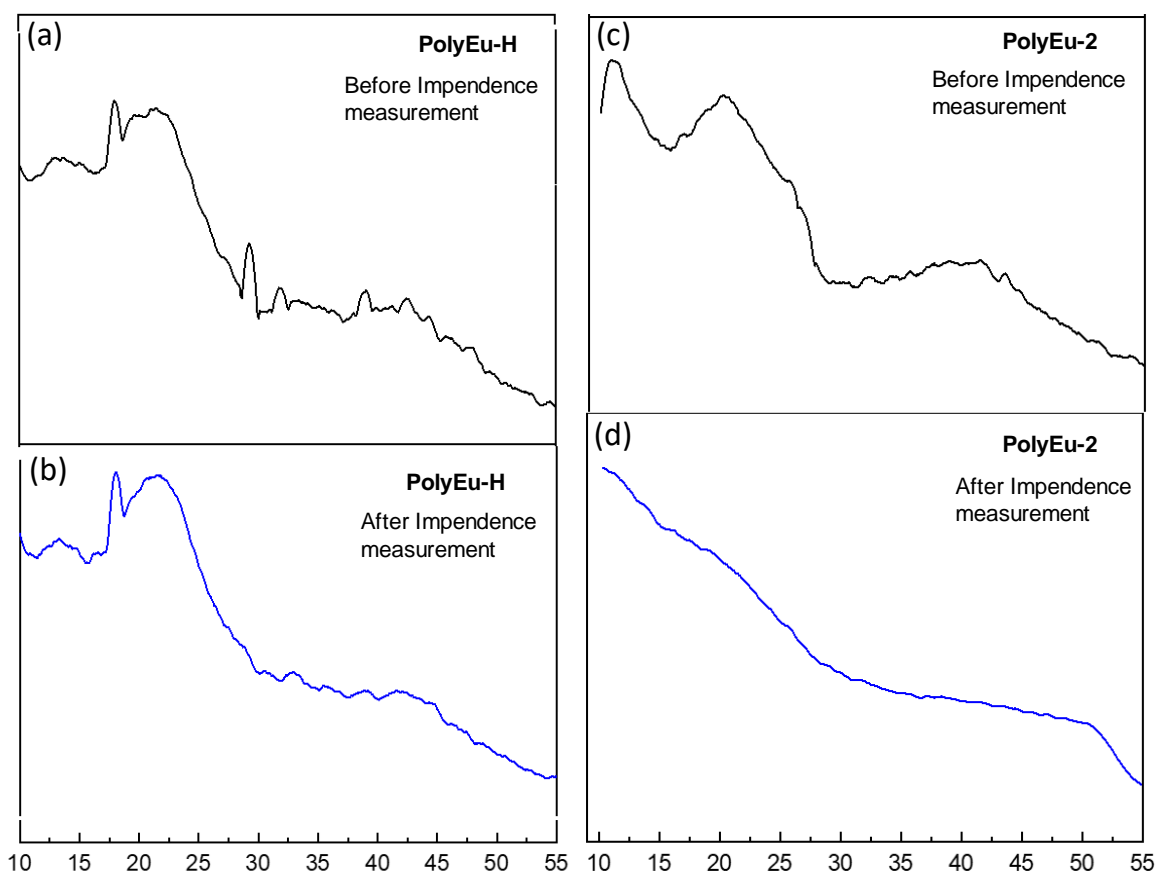 (a)
PolyEu-H
Before Impendence
measurement
(c)
PolyEu-2
Before Impendence
measurement
(b)
PolyEu-H
After Impendence
measurement
(d)
PolyEu-2
After Impendence
measurement
10 15 20 25 30 35 40 45 50 55
10 15 20 25 30 35 40 45 50 55